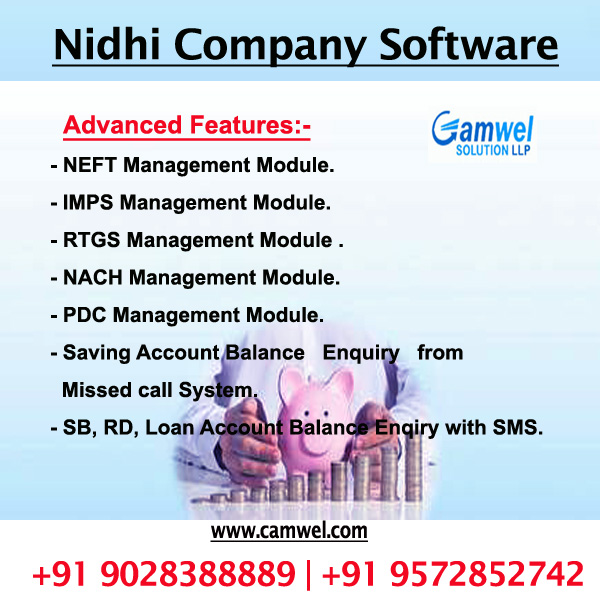 Nidhi Company Software
Advanced Features:-
Camwel
SOLUTION LLP
- NEFT Management Module.
- IMPS Management Module.
- RTGS Management Module .
- NACH Management Module.
- PDC Management Module.
- Saving Account Balance Enquiry from
Missed call System.
- SB, RD, Loan Account Balance Enqiry with SMS.
www.camwel.com
+91 9028388889 | +91 9572852742